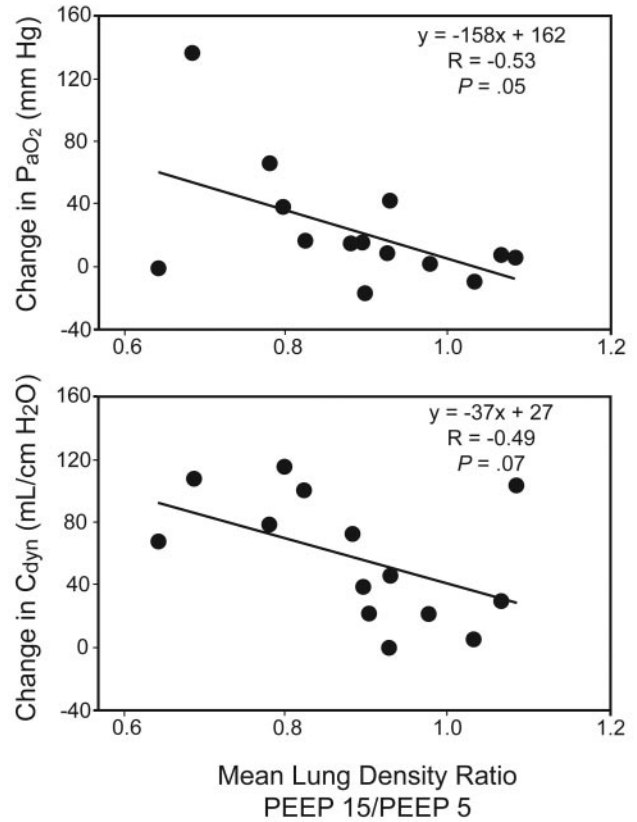 160
120
80
40
0
-40
Change in PaO2 (mm Hg)
y = -158x + 162
R = -0.53
P = .05
0.6 0.8 1.0 1.2
160
120
80
40
0
-40
Change in Cdyn (mL/cm H2O)
y = -37x + 27
R = -0.49
P = .07
0.6 0.8 1.0 1.2
Mean Lung Density Ratio
PEEP 15/PEEP 5